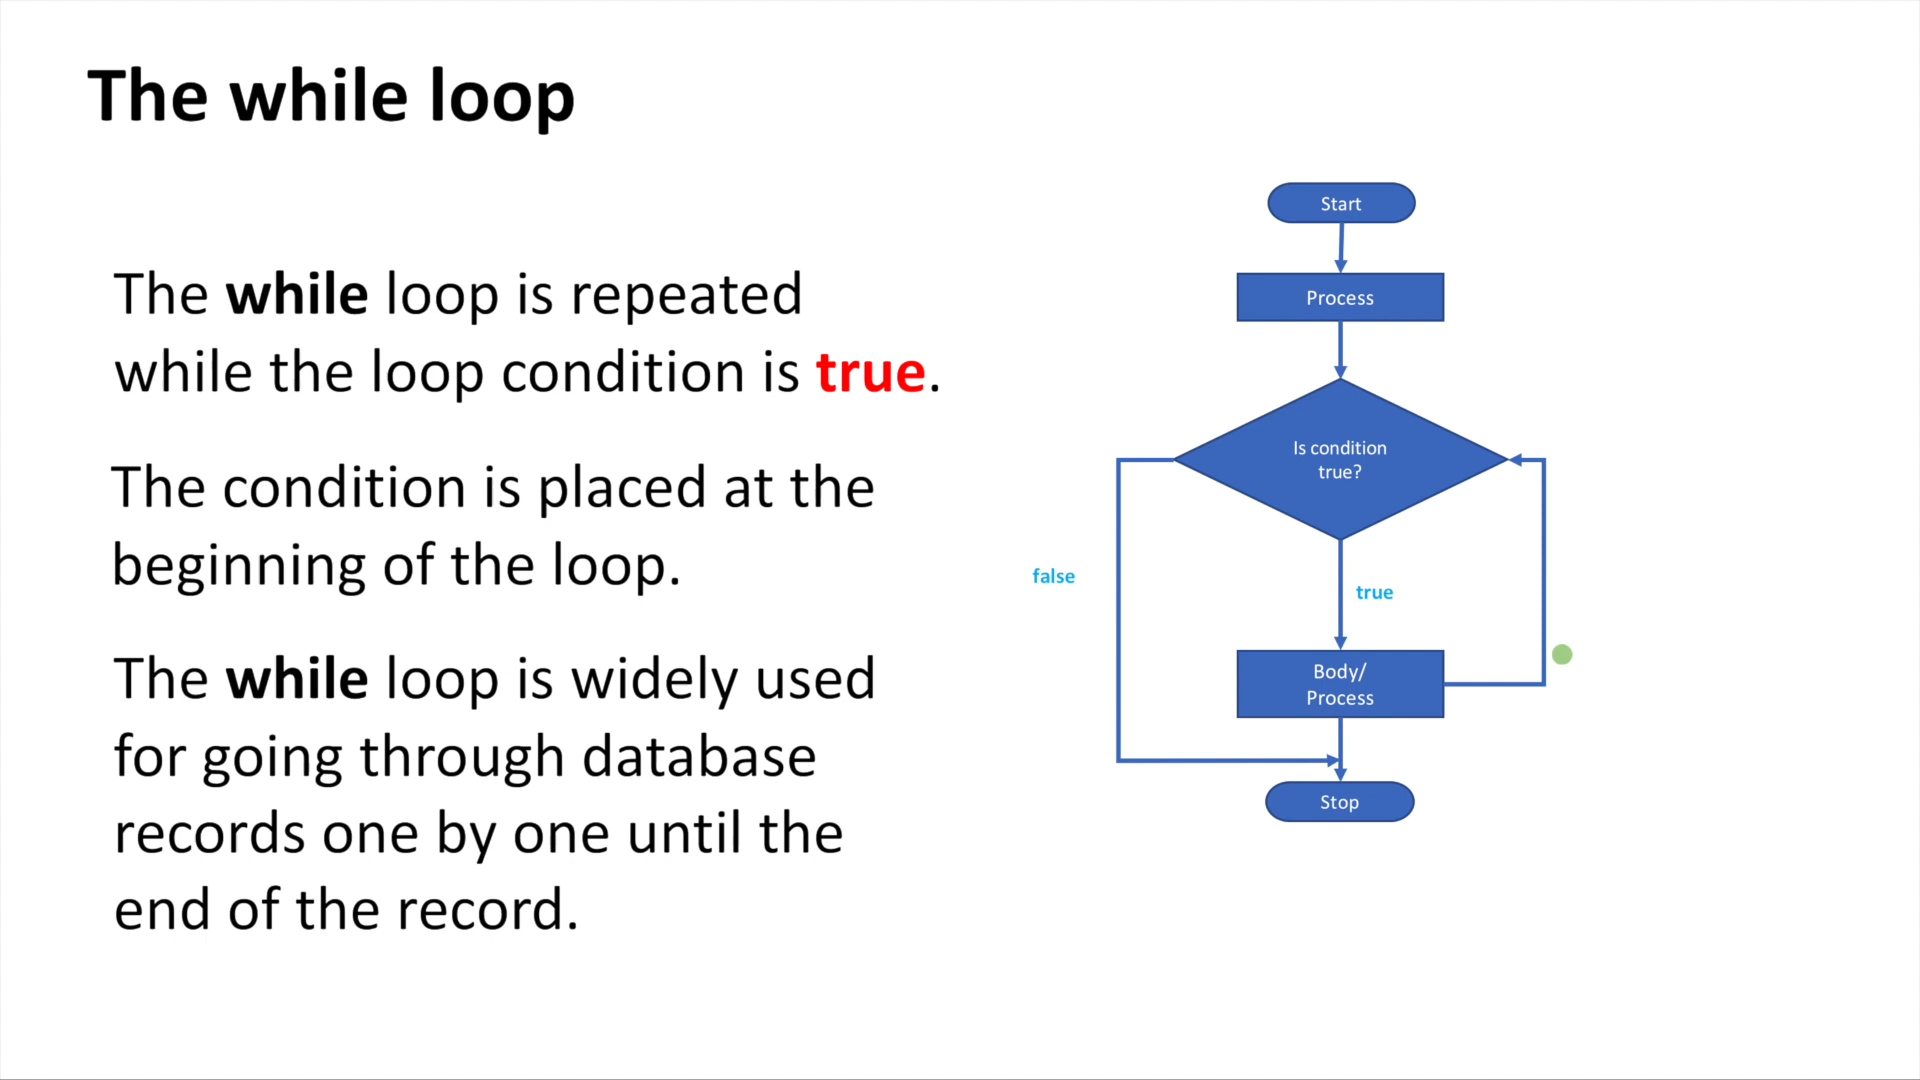 The while loop
The while loop is repeated
while the loop condition is true.
The condition is placed at the
beginning of the loop.
The while loop is widely used
for going through database
records one by one until the
end of the record.
Start
Process
Is condition
true?
false
true
Body/
Process
Stop